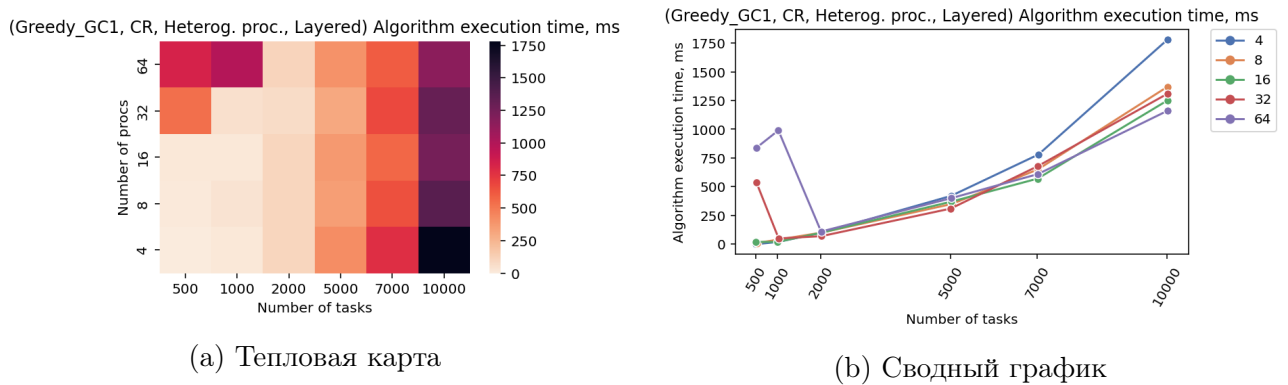 (Greedy_GC1, CR, Heterog. proc., Layered) Algorithm execution time, ms
Number of procs
64
32
16
8
4
500 1000 2000 5000 7000 10000
Number of tasks
1750
1500
1250
1000
750
500
250
0
(a) Тепловая карта
(Greedy_GC1, CR, Heterog. proc., Layered) Algorithm execution time, ms
Algorithm execution time, ms
1750
1500
1250
1000
750
500
250
0
500 1000 2000 5000 7000 10000
Number of tasks
4
8
16
32
64
(b) Сводный график